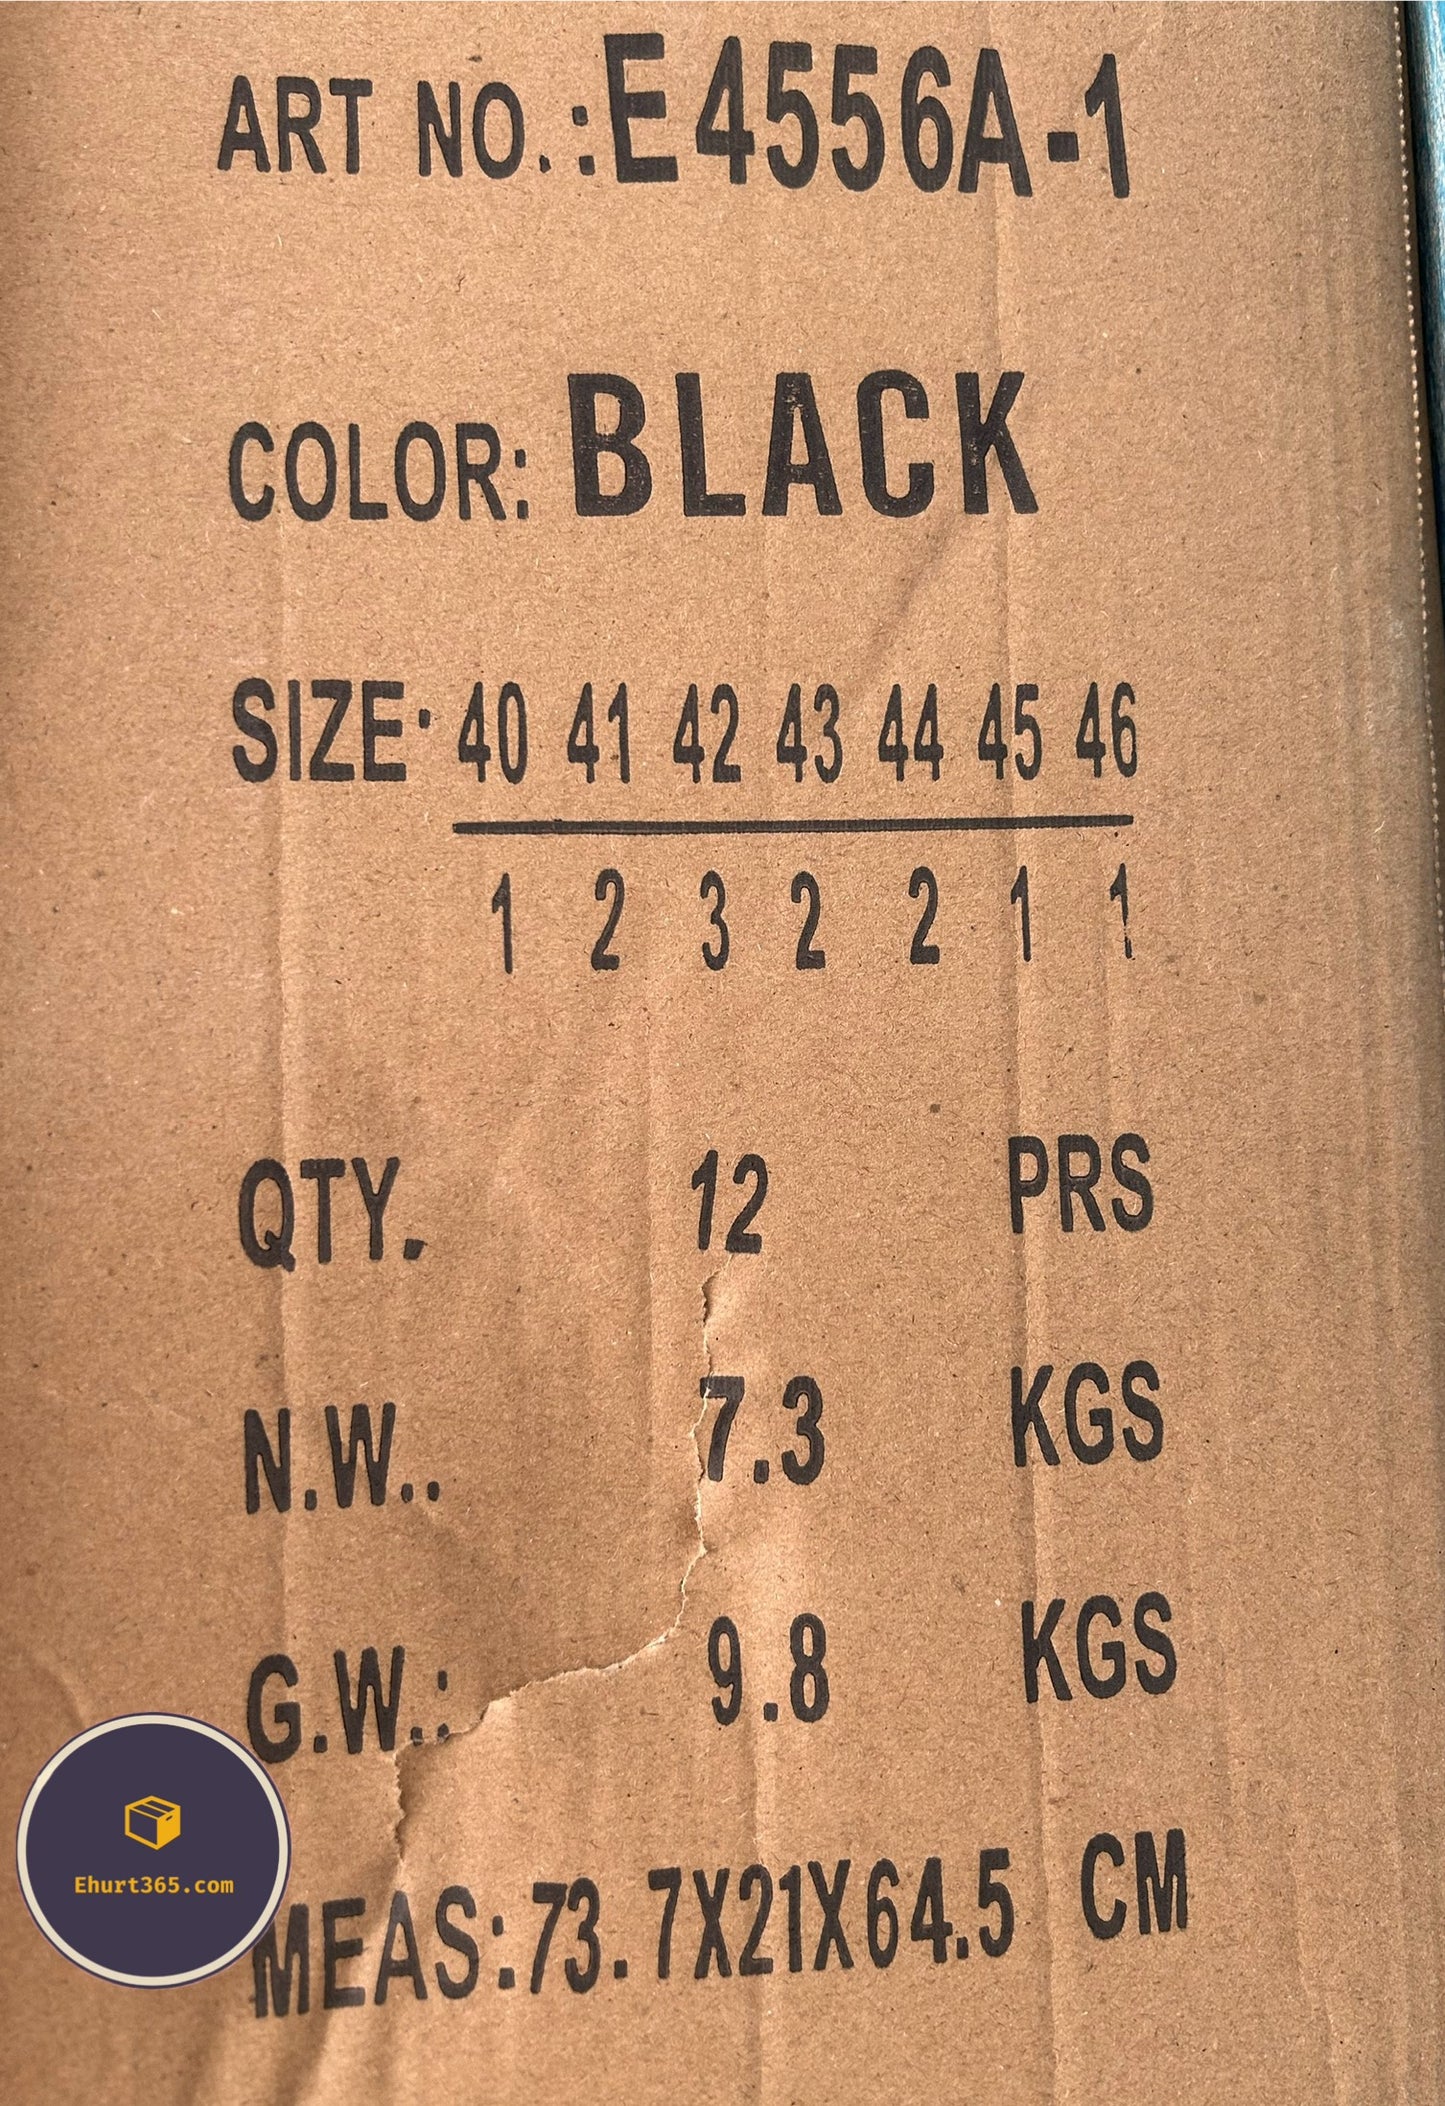 ART NO.:E4556A-1
COLOR: BLACK
SIZE: 40 41 42 43 44 45 46
1 2 3 2 2 1 1
QTY. 12 PRS
N.W.. 7.3 KGS
G.W.: 9.8 KGS
MEAS:73.7X21X64.5 CM
Ehurt365.com